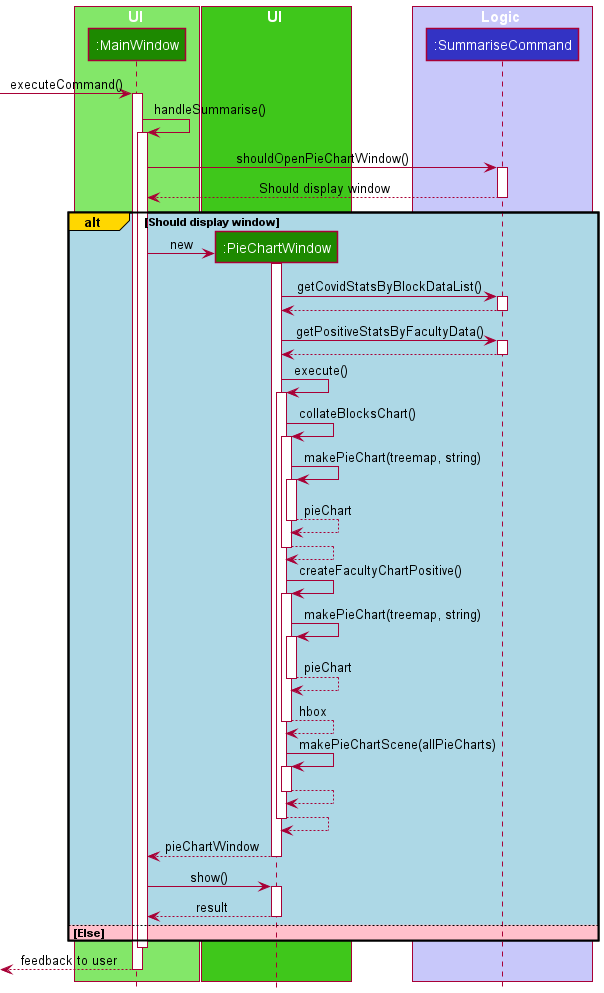 UI
UI
Logic
:MainWindow
:SummariseCommand
executeCommand()
handleSummarise()
shouldOpenPieChartWindow()
Should display window
alt
[Should display window]
new
:PieChartWindow
getCovidStatsByBlockDataList()
getPositiveStatsByFacultyData()
execute()
collateBlocksChart()
makePieChart(treemap, string)
pieChart
createFacultyChartPositive()
makePieChart(treemap, string)
pieChart
hbox
makePieChartScene(allPieCharts)
pieChartWindow
show()
result
[Else]
feedback to user